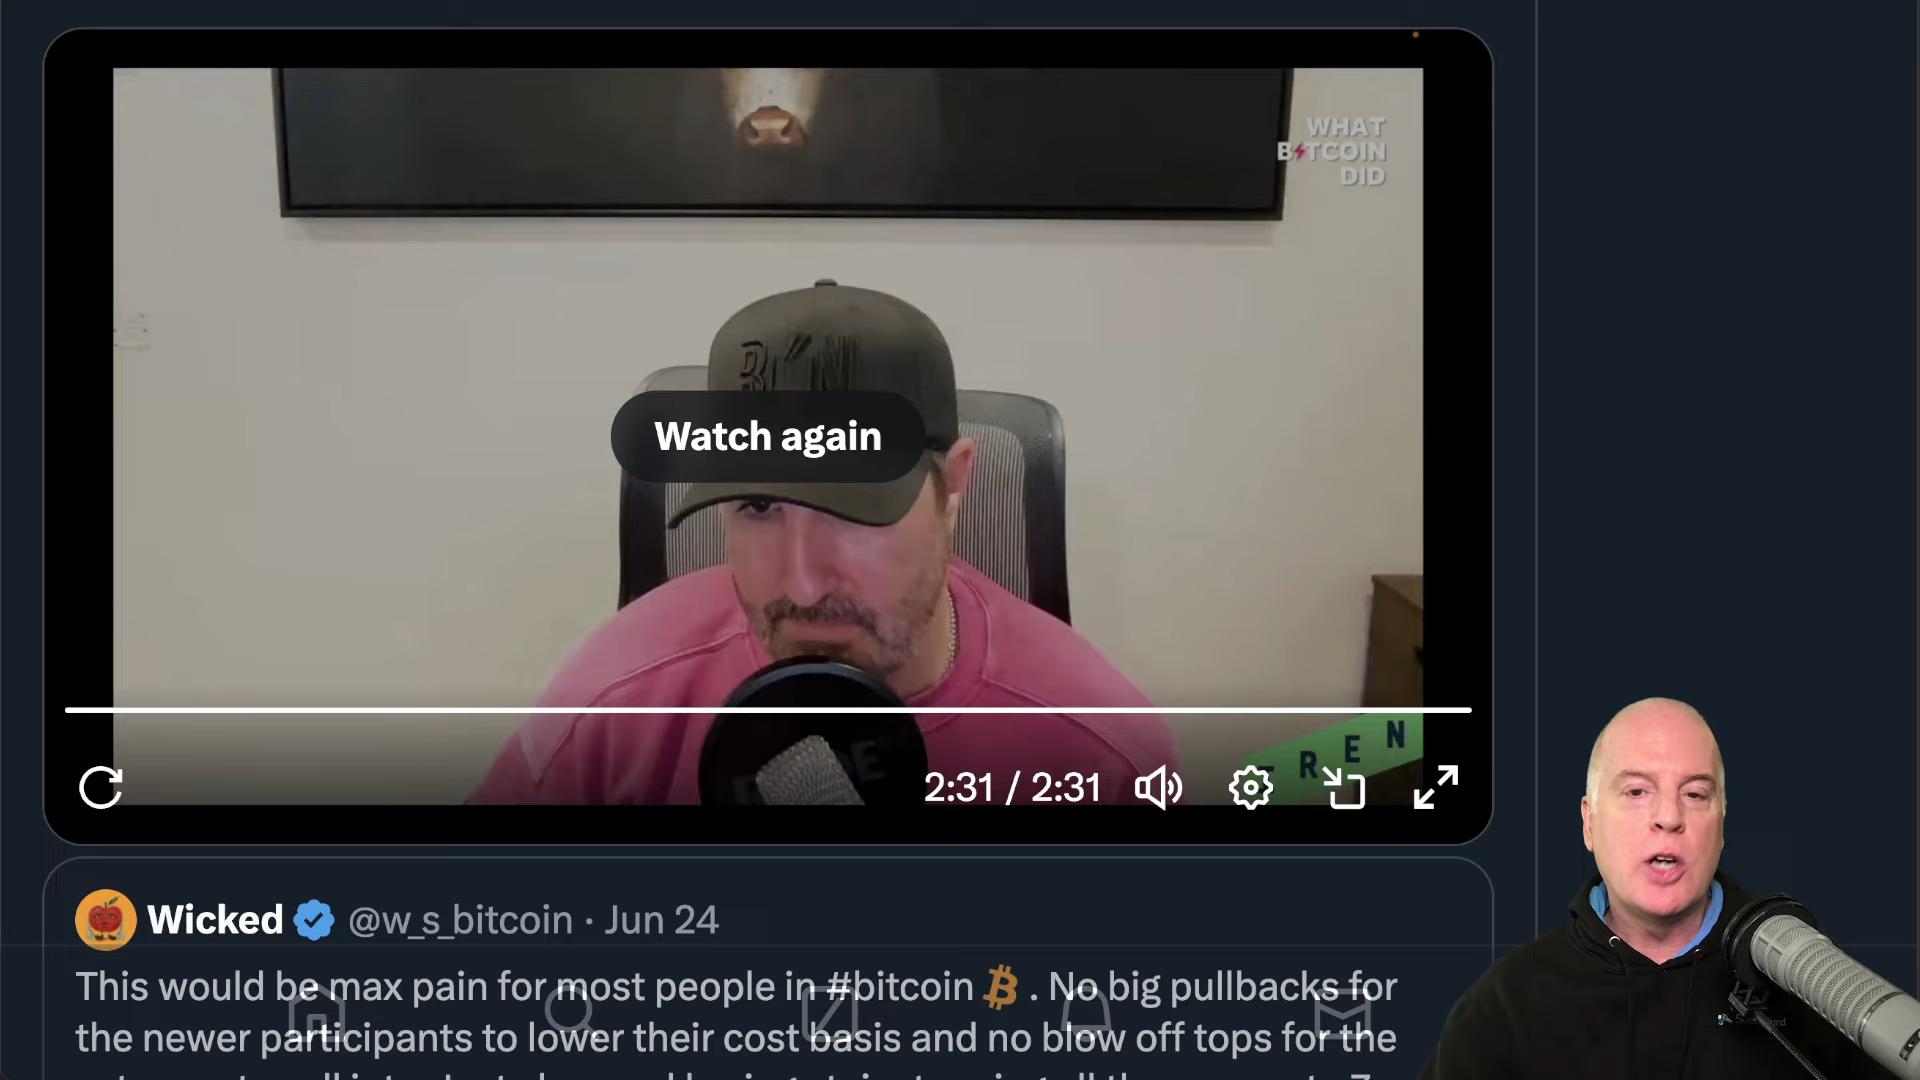 WHAT
BITCOIN
DID
Watch again
REN
2:31 / 2:31
Wicked @w_s_bitcoin · Jun 24
This would be max pain for most people in #bitcoin . No big pullbacks for
the newer participants to lower their cost basis and no blow off tops for the